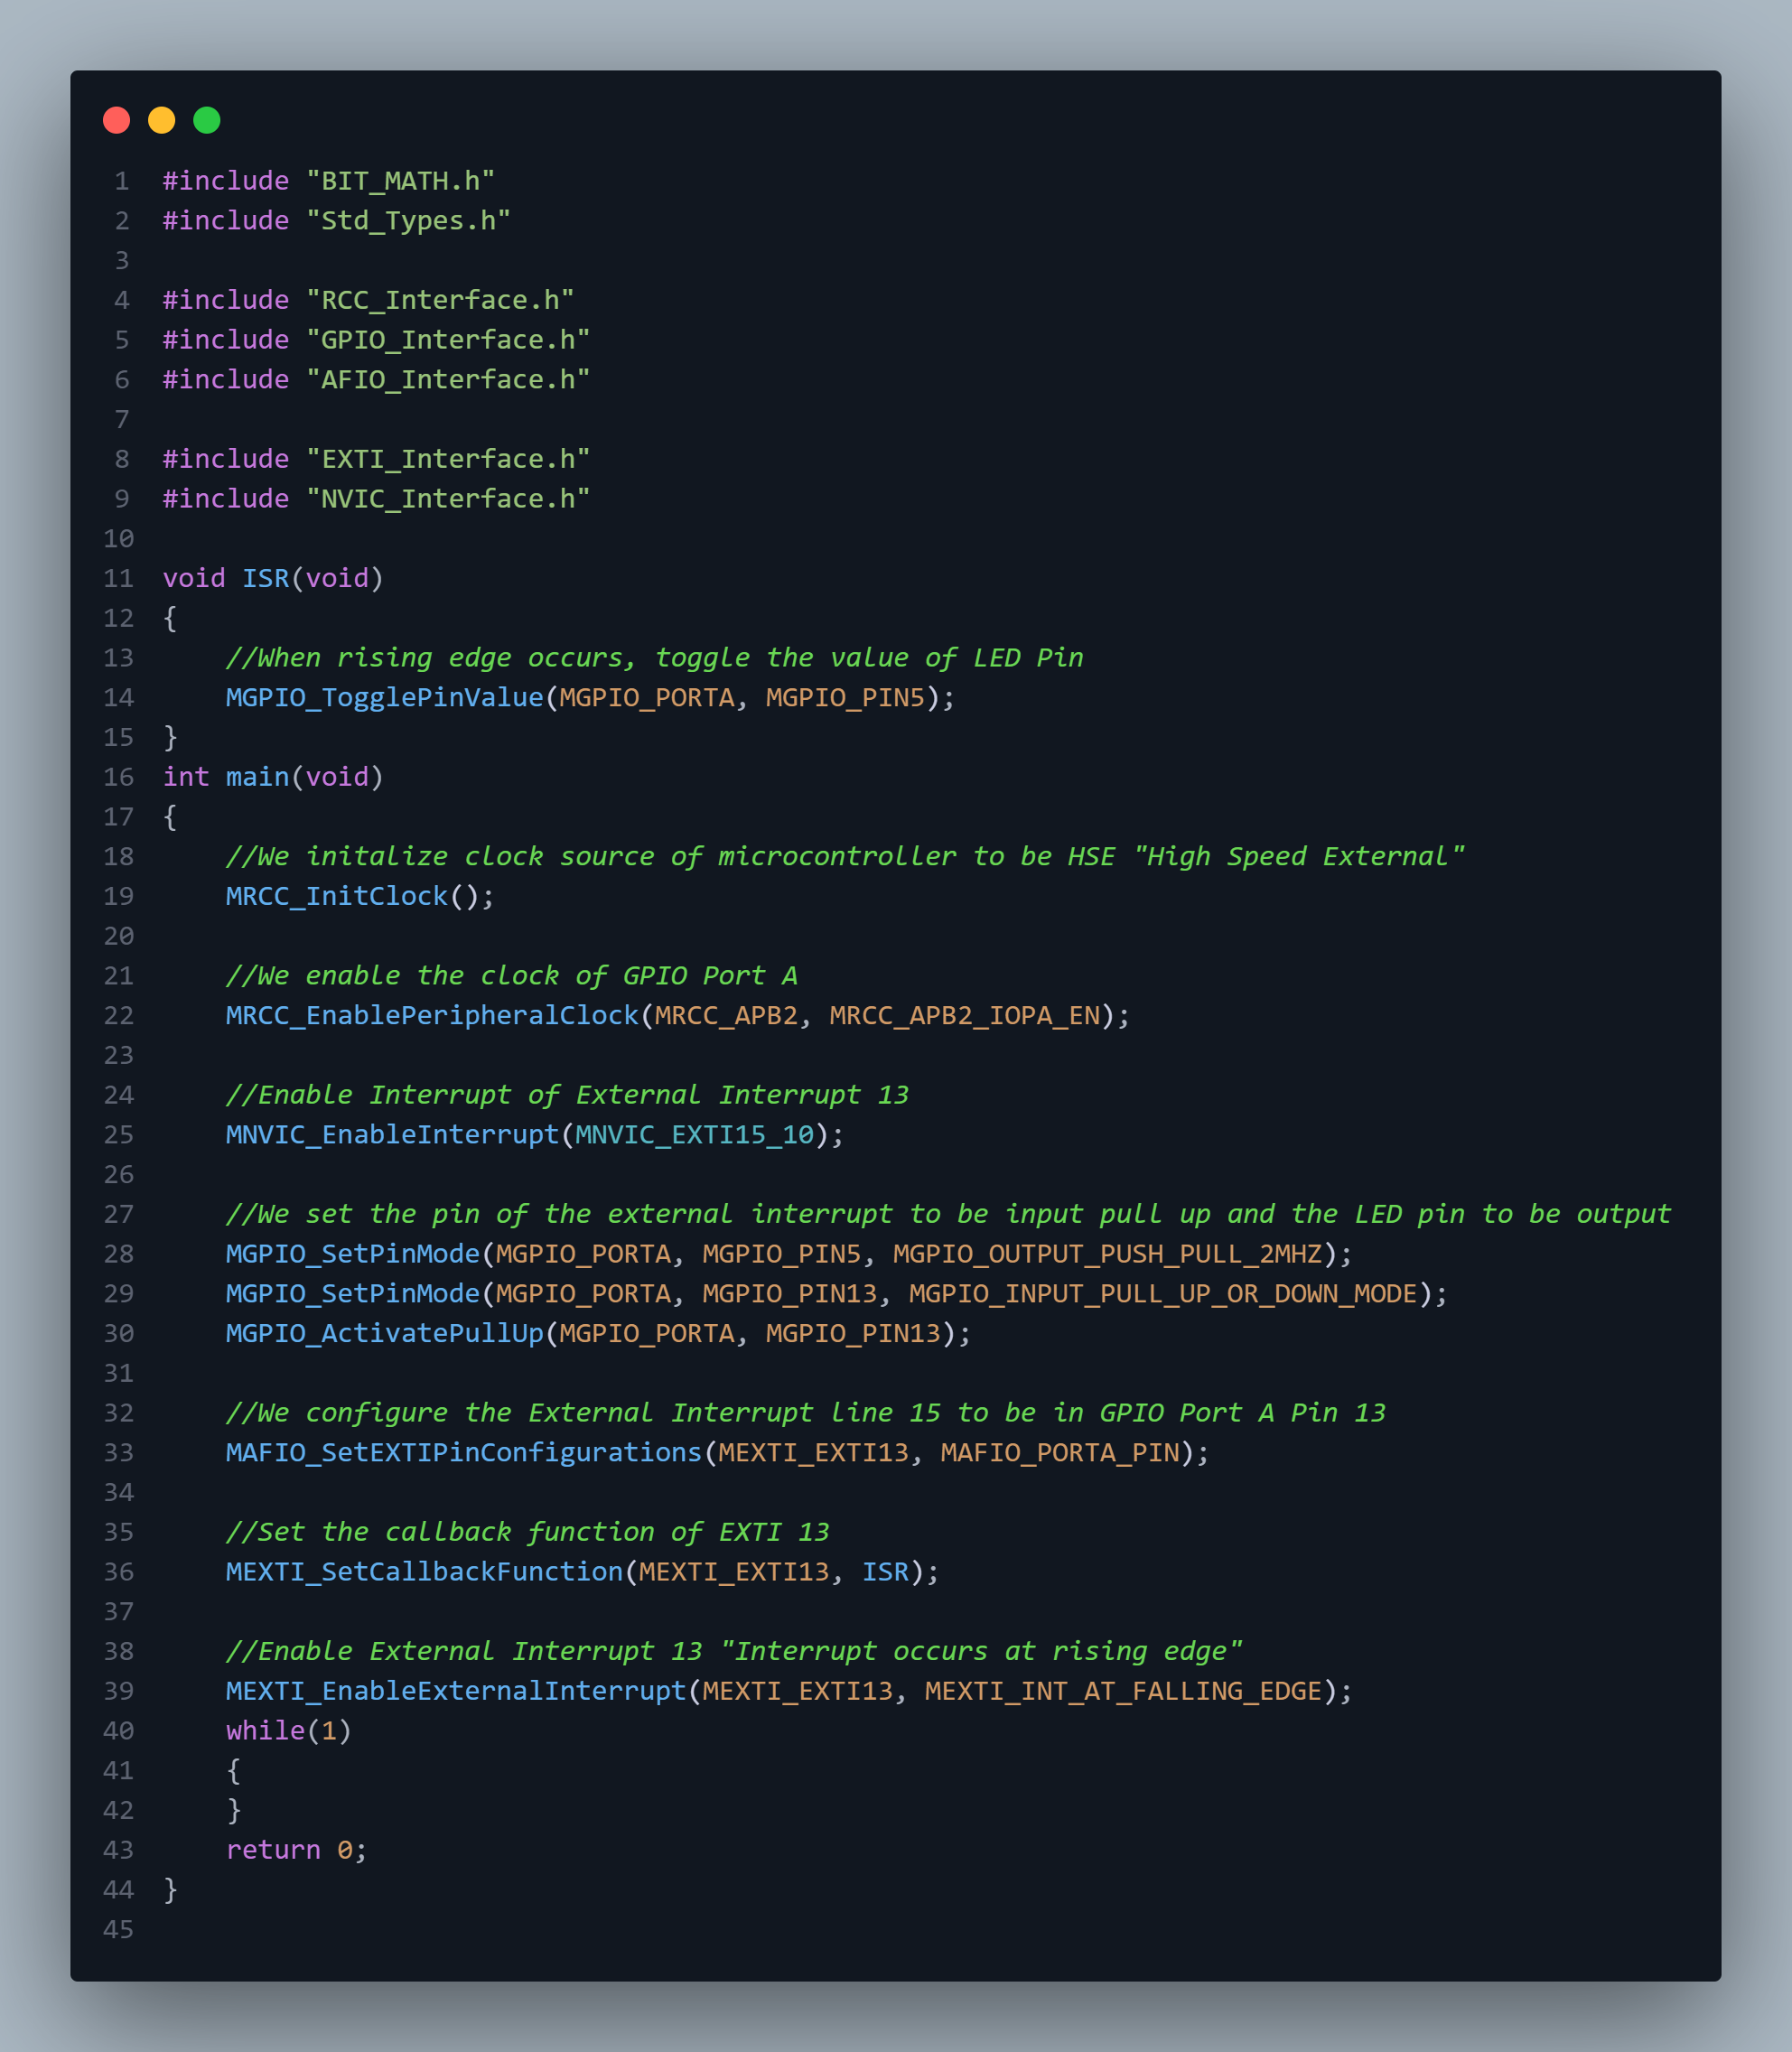 1 #include "BIT_MATH.h"
2 #include "Std_Types.h"
3
4 #include "RCC_Interface.h"
5 #include "GPIO_Interface.h"
6 #include "AFIO_Interface.h"
7
8 #include "EXTI_Interface.h"
9 #include "NVIC_Interface.h"
10
11 void ISR(void)
12 {
13     //When rising edge occurs, toggle the value of LED Pin
14     MGPIO_TogglePinValue(MGPIO_PORTA, MGPIO_PIN5);
15 }
16 int main(void)
17 {
18     //We initalize clock source of microcontroller to be HSE "High Speed External"
19     MRCC_InitClock();
20
21     //We enable the clock of GPIO Port A
22     MRCC_EnablePeripheralClock(MRCC_APB2, MRCC_APB2_IOPA_EN);
23
24     //Enable Interrupt of External Interrupt 13
25     MNVIC_EnableInterrupt(MNVIC_EXTI15_10);
26
27     //We set the pin of the external interrupt to be input pull up and the LED pin to be output
28     MGPIO_SetPinMode(MGPIO_PORTA, MGPIO_PIN5, MGPIO_OUTPUT_PUSH_PULL_2MHZ);
29     MGPIO_SetPinMode(MGPIO_PORTA, MGPIO_PIN13, MGPIO_INPUT_PULL_UP_OR_DOWN_MODE);
30     MGPIO_ActivatePullUp(MGPIO_PORTA, MGPIO_PIN13);
31
32     //We configure the External Interrupt line 15 to be in GPIO Port A Pin 13
33     MAFIO_SetEXTIPinConfigurations(MEXTI_EXTI13, MAFIO_PORTA_PIN);
34
35     //Set the callback function of EXTI 13
36     MEXTI_SetCallbackFunction(MEXTI_EXTI13, ISR);
37
38     //Enable External Interrupt 13 "Interrupt occurs at rising edge"
39     MEXTI_EnableExternalInterrupt(MEXTI_EXTI13, MEXTI_INT_AT_FALLING_EDGE);
40     while(1)
41     {
42     }
43     return 0;
44 }
45